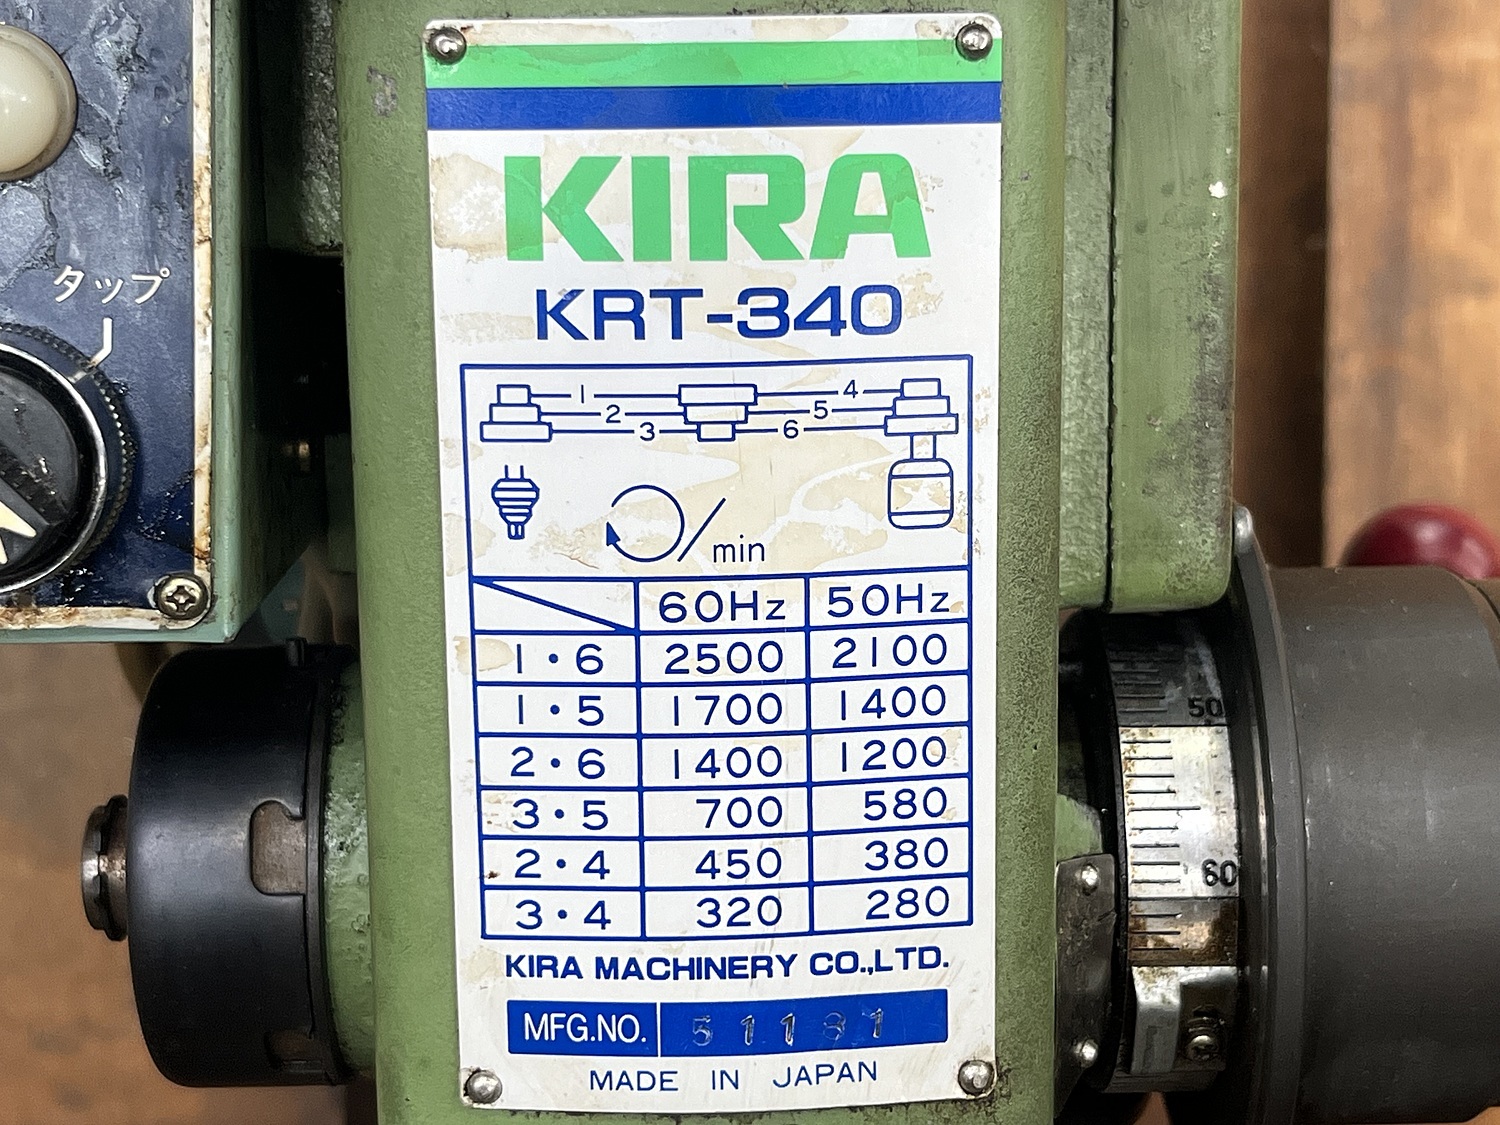 タップ
KIRA
KRT-340
1 4
2 5
3 6
/min
60Hz 50Hz
1・6 2500 2100
1・5 1700 1400
2・6 1400 1200
3・5 700 580
2・4 450 380
3・4 320 280
KIRA MACHINERY CO.,LTD.
MFG.NO. 51131
MADE IN JAPAN
50
60